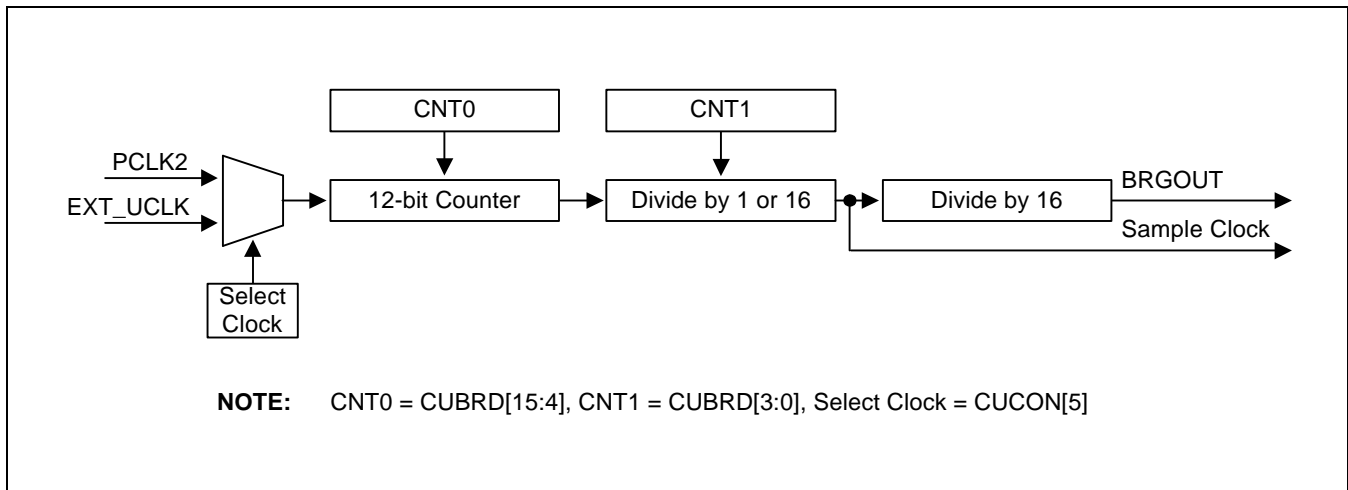 CNT0
CNT1
PCLK2
EXT_UCLK
12-bit Counter
Divide by 1 or 16
Divide by 16
BRGOUT
Sample Clock
Select
Clock
NOTE: CNT0 = CUBRD[15:4], CNT1 = CUBRD[3:0], Select Clock = CUCON[5]